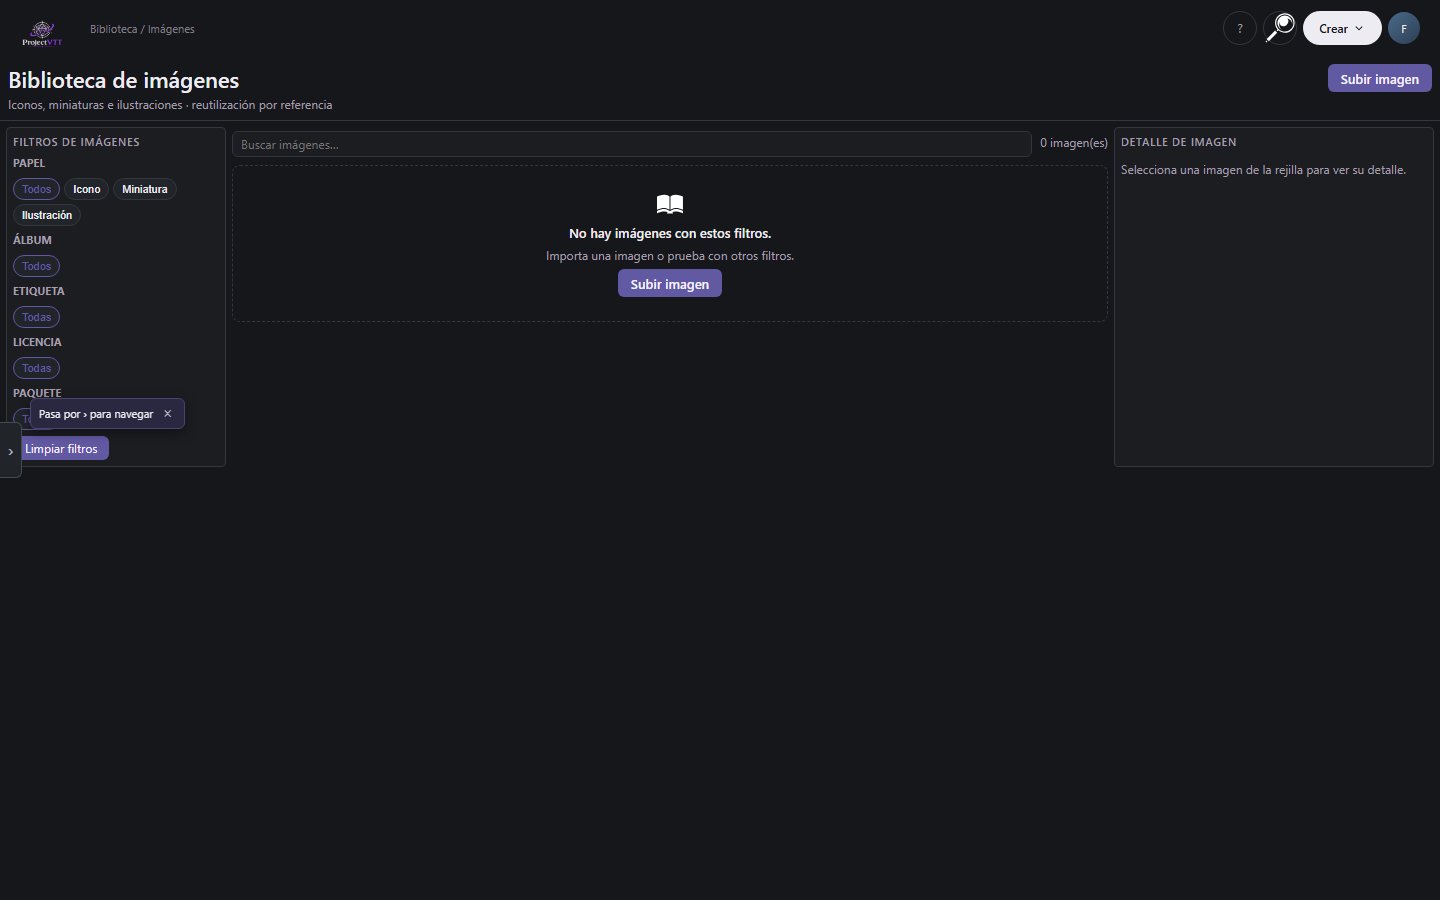 ProjectVTT
Biblioteca / Imágenes
?
Crear
F
Biblioteca de imágenes
Iconos, miniaturas e ilustraciones · reutilización por referencia
Subir imagen
FILTROS DE IMÁGENES
PAPEL
Todos Icono Miniatura
Ilustración
ÁLBUM
Todos
ETIQUETA
Todas
LICENCIA
Todas
PAQUETE
Pasa por › para navegar ×
Limpiar filtros
›
Buscar imágenes...
0 imagen(es)
No hay imágenes con estos filtros.
Importa una imagen o prueba con otros filtros.
Subir imagen
DETALLE DE IMAGEN
Selecciona una imagen de la rejilla para ver su detalle.